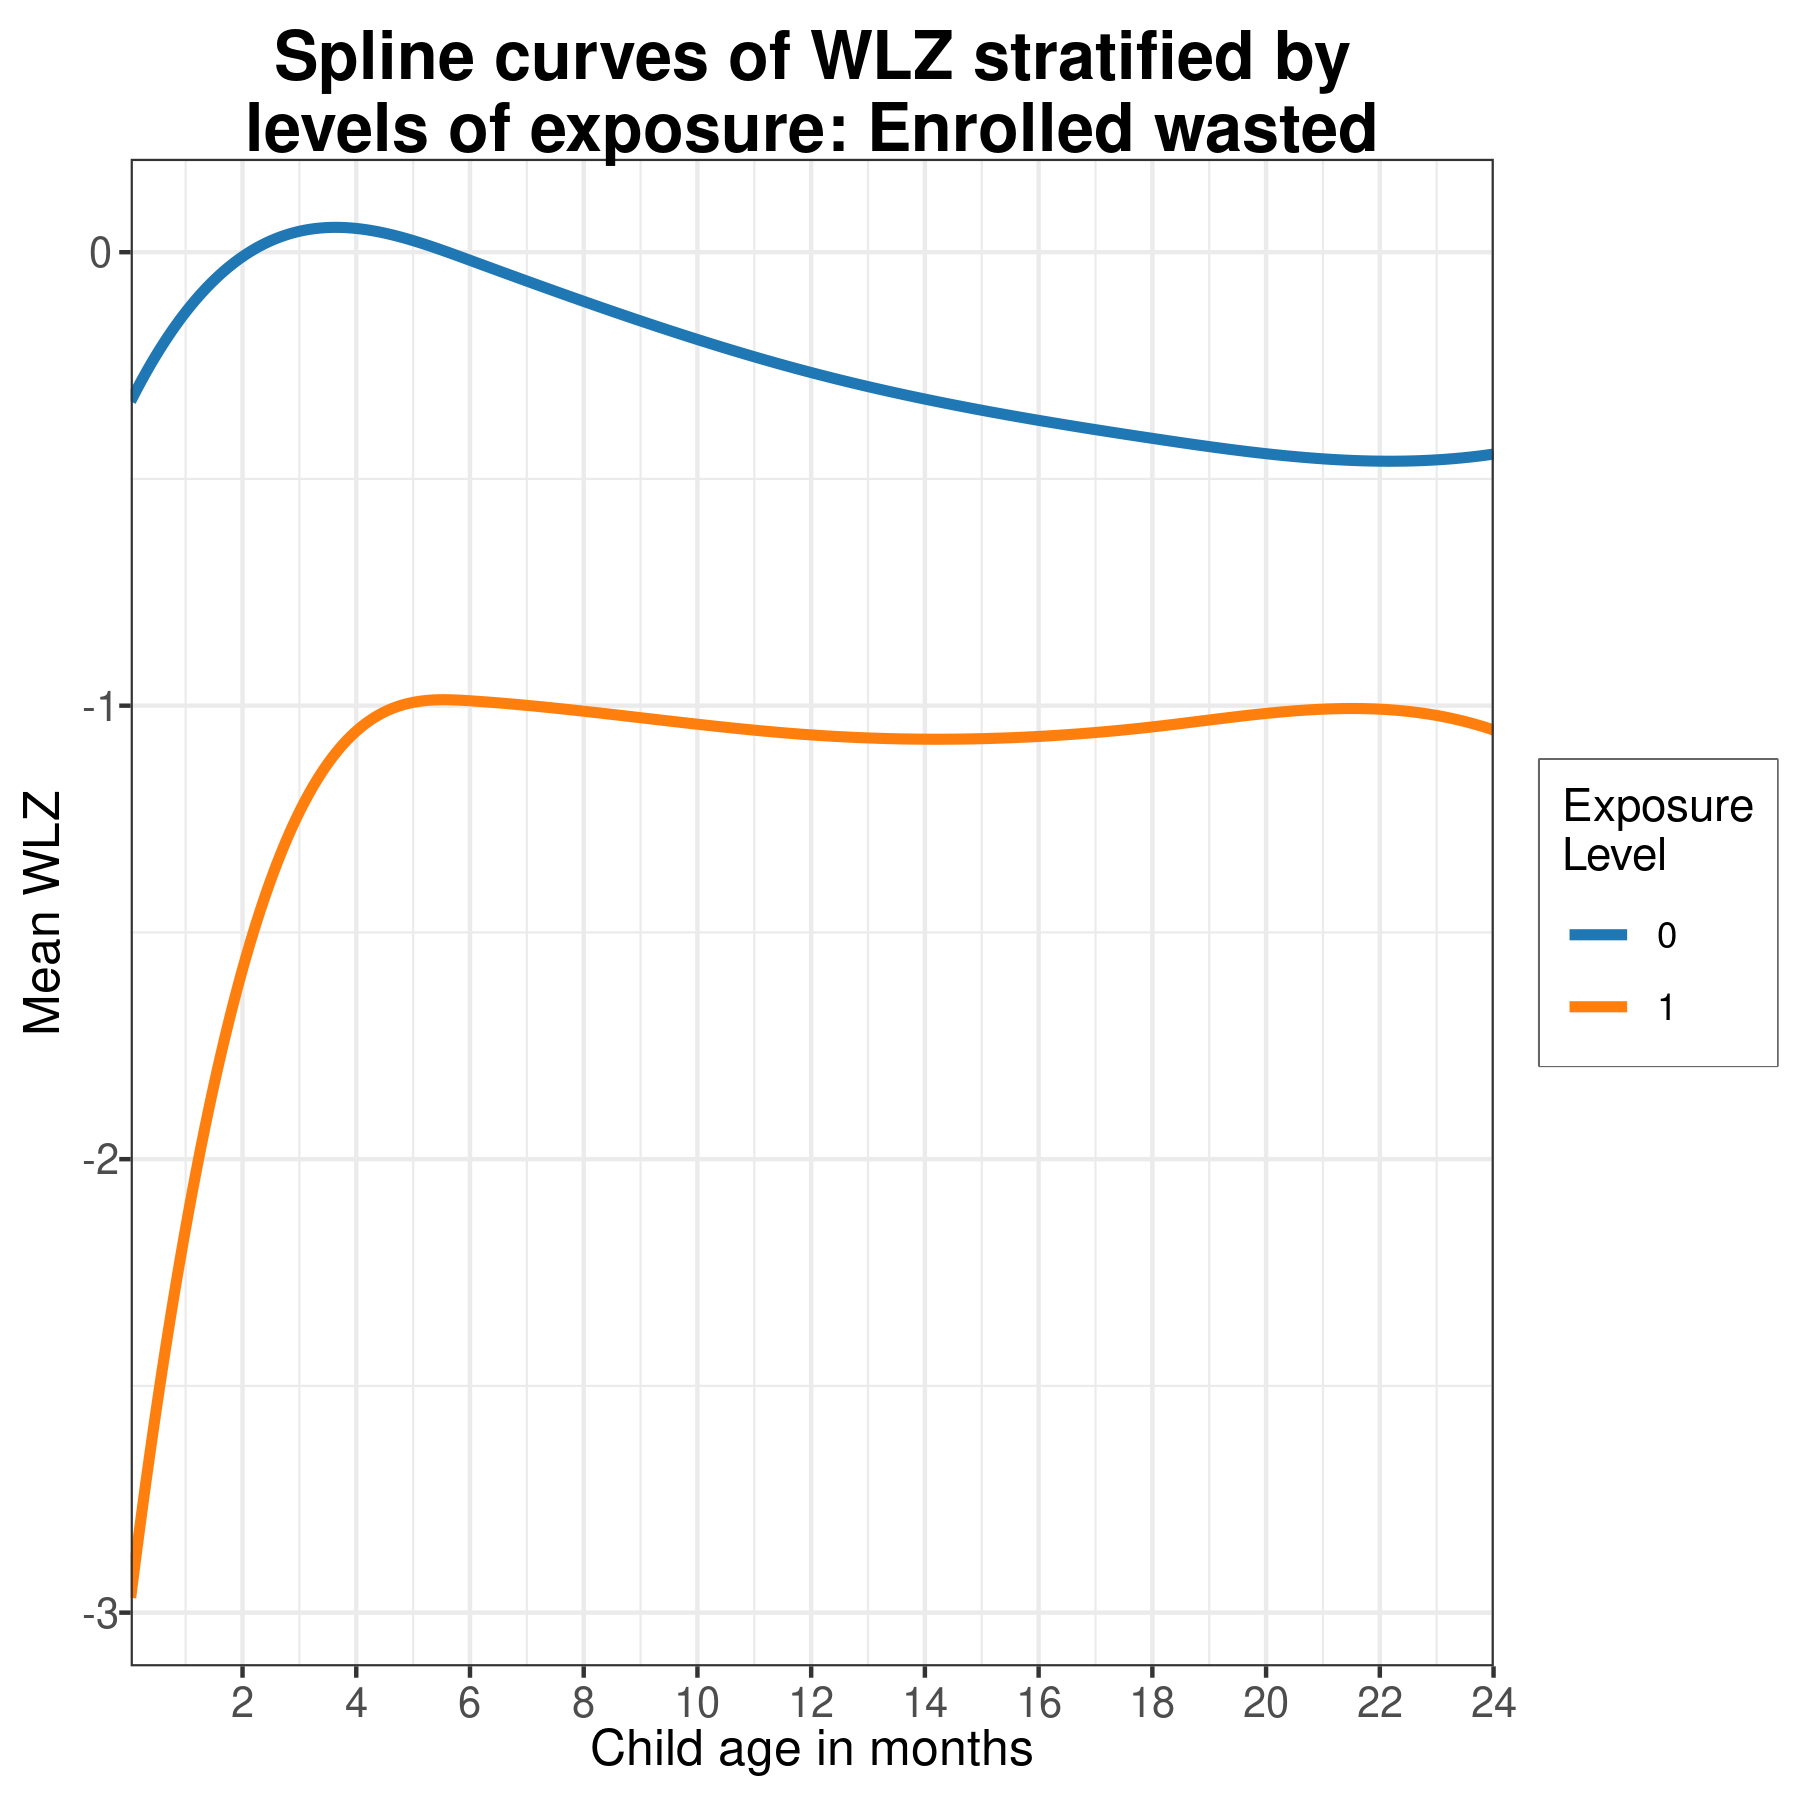 Spline curves of WLZ stratified by
levels of exposure: Enrolled wasted
Mean WLZ
0
-1
-2
-3
2 4 6 8 10 12 14 16 18 20 22 24
Child age in months
Exposure
Level
0
1